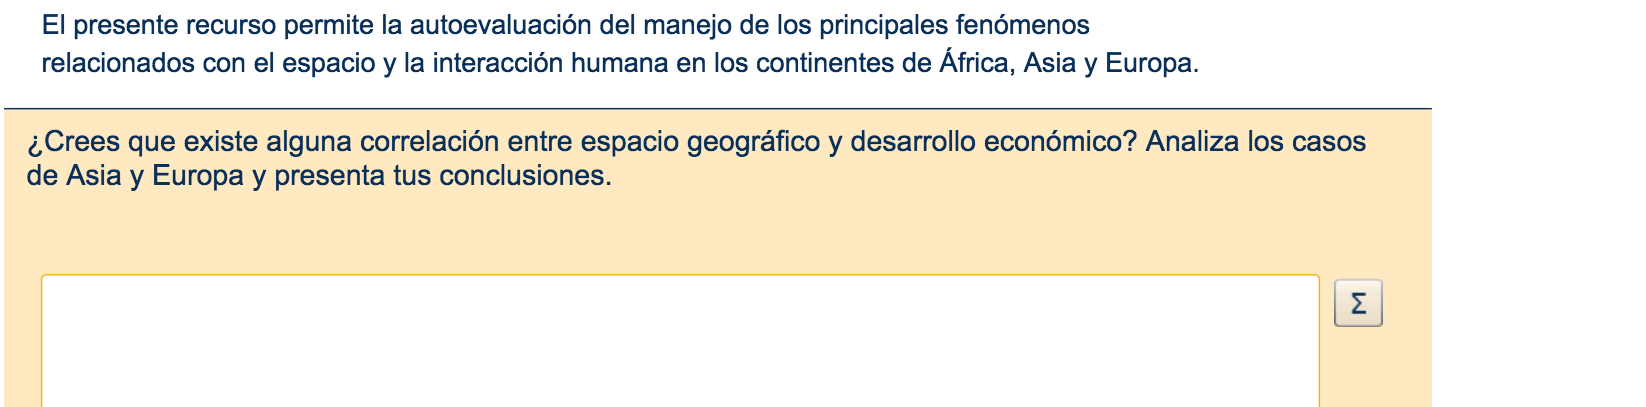 El presente recurso permite la autoevaluación del manejo de los principales fenómenos
relacionados con el espacio y la interacción humana en los continentes de África, Asia y Europa.
¿Crees que existe alguna correlación entre espacio geográfico y desarrollo económico? Analiza los casos
de Asia y Europa y presenta tus conclusiones.
Σ